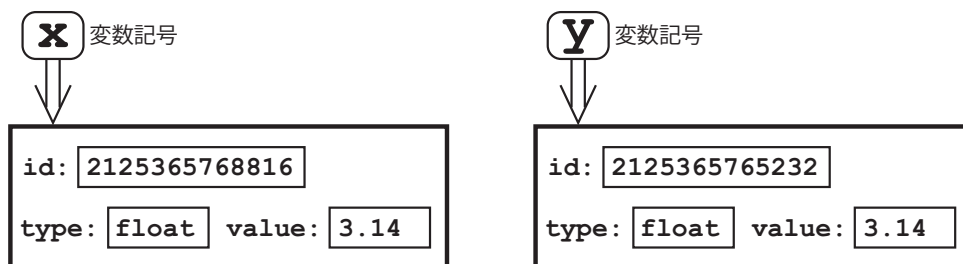 x 変数記号
id: 2125365768816
type: float value: 3.14
y 変数記号
id: 2125365765232
type: float value: 3.14